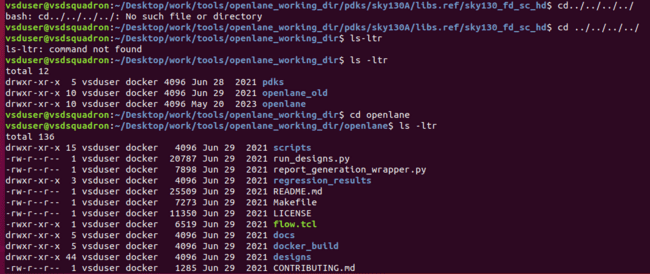 vsduser@vsdsquadron:~/Desktop/work/tools/openlane_working_dir/pdks/sky130A/libs.ref/sky130_fd_sc_hd$ cd../../../../
bash: cd../../../../: No such file or directory
vsduser@vsdsquadron:~/Desktop/work/tools/openlane_working_dir/pdks/sky130A/libs.ref/sky130_fd_sc_hd$ cd ../../../../
vsduser@vsdsquadron:~/Desktop/work/tools/openlane_working_dir$ ls-ltr
ls-ltr: command not found
vsduser@vsdsquadron:~/Desktop/work/tools/openlane_working_dir$ ls -ltr
total 12
drwxr-xr-x  5 vsduser docker 4096 Jun 28  2021 pdks
drwxr-xr-x 10 vsduser docker 4096 Jun 29  2021 openlane_old
drwxr-xr-x 10 vsduser docker 4096 May 20  2023 openlane
vsduser@vsdsquadron:~/Desktop/work/tools/openlane_working_dir$ cd openlane
vsduser@vsdsquadron:~/Desktop/work/tools/openlane_working_dir/openlane$ ls -ltr
total 136
drwxr-xr-x 15 vsduser docker  4096 Jun 29  2021 scripts
-rw-r--r--  1 vsduser docker 20787 Jun 29  2021 run_designs.py
-rw-r--r--  1 vsduser docker  7898 Jun 29  2021 report_generation_wrapper.py
drwxr-xr-x  3 vsduser docker  4096 Jun 29  2021 regression_results
-rw-r--r--  1 vsduser docker 25509 Jun 29  2021 README.md
-rw-r--r--  1 vsduser docker  7273 Jun 29  2021 Makefile
-rw-r--r--  1 vsduser docker 11350 Jun 29  2021 LICENSE
-rwxr-xr-x  1 vsduser docker  6519 Jun 29  2021 flow.tcl
drwxr-xr-x  5 vsduser docker  4096 Jun 29  2021 docs
drwxr-xr-x  5 vsduser docker  4096 Jun 29  2021 docker_build
drwxr-xr-x 44 vsduser docker  4096 Jun 29  2021 designs
-rw-r--r--  1 vsduser docker  1285 Jun 29  2021 CONTRIBUTING.md